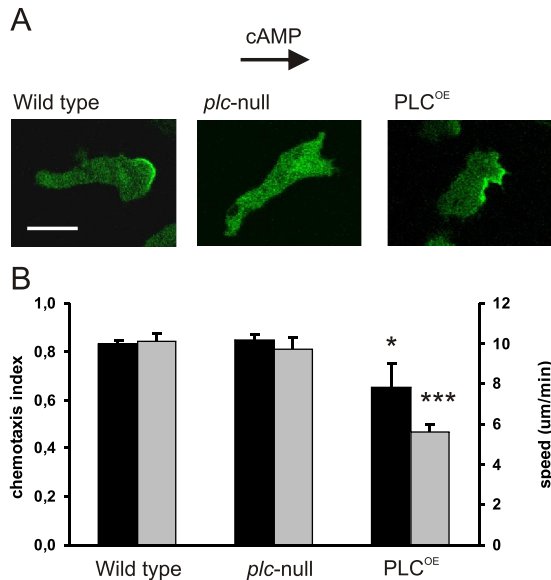 A
cAMP
Wild type plc-null PLC^OE
B
1,0 12
0,8 10
0,6 8
0,4 6
0,2 4
0,0 2
0
chemotaxis index
speed (um/min)
*
***
Wild type plc-null PLC^OE